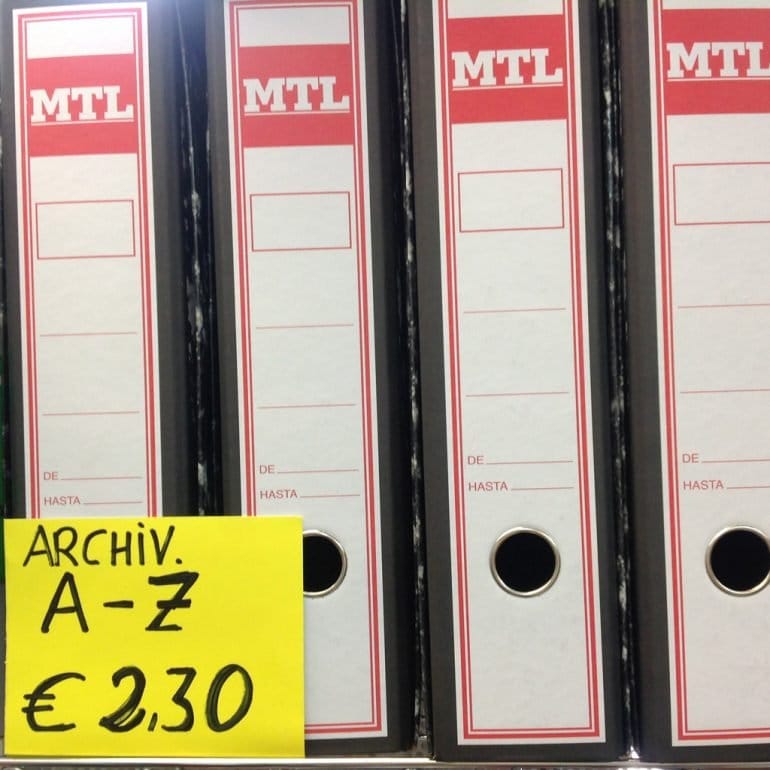 MTL
DE
HASTA
MTL
DE
HASTA
MTL
DE
HASTA
MTL
DE
HASTA
ARCHIV.
A-Z
€ 2,30